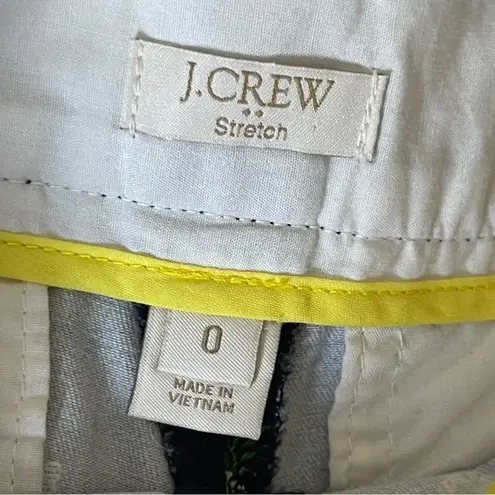 J.CREW
Stretch
0
MADE IN
VIETNAM